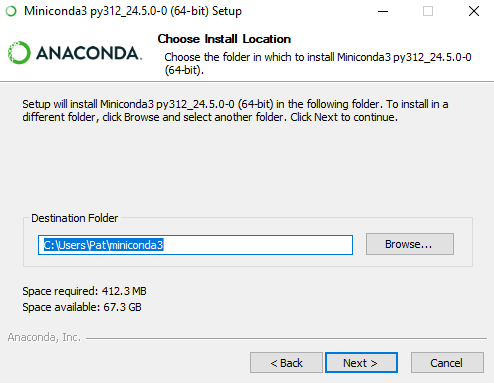 Miniconda3 py312_24.5.0-0 (64-bit) Setup
ANACONDA.
Choose Install Location
Choose the folder in which to install Miniconda3 py312_24.5.0-0
(64-bit).
Setup will install Miniconda3 py312_24.5.0-0 (64-bit) in the following folder. To install in a
different folder, click Browse and select another folder. Click Next to continue.
Destination Folder
C:\Users\Pat\miniconda3
Browse...
Space required: 412.3 MB
Space available: 67.3 GB
Anaconda, Inc.
< Back
Next >
Cancel